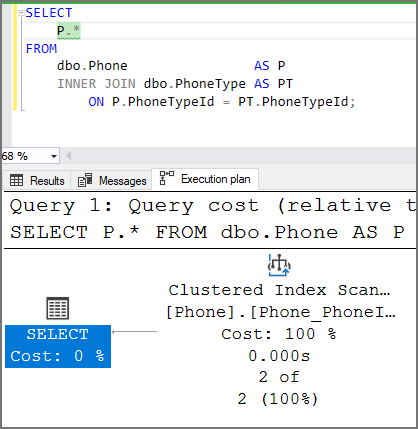 SELECT
P.*
FROM
dbo.Phone AS P
INNER JOIN dbo.PhoneType AS PT
ON P.PhoneTypeId = PT.PhoneTypeId;
68 %
Results Messages Execution plan
Query 1: Query cost (relative t
SELECT P.* FROM dbo.Phone AS P
Clustered Index Scan…
[Phone].[Phone_PhoneI…
SELECT
Cost: 0 %
Cost: 100 %
0.000s
2 of
2 (100%)